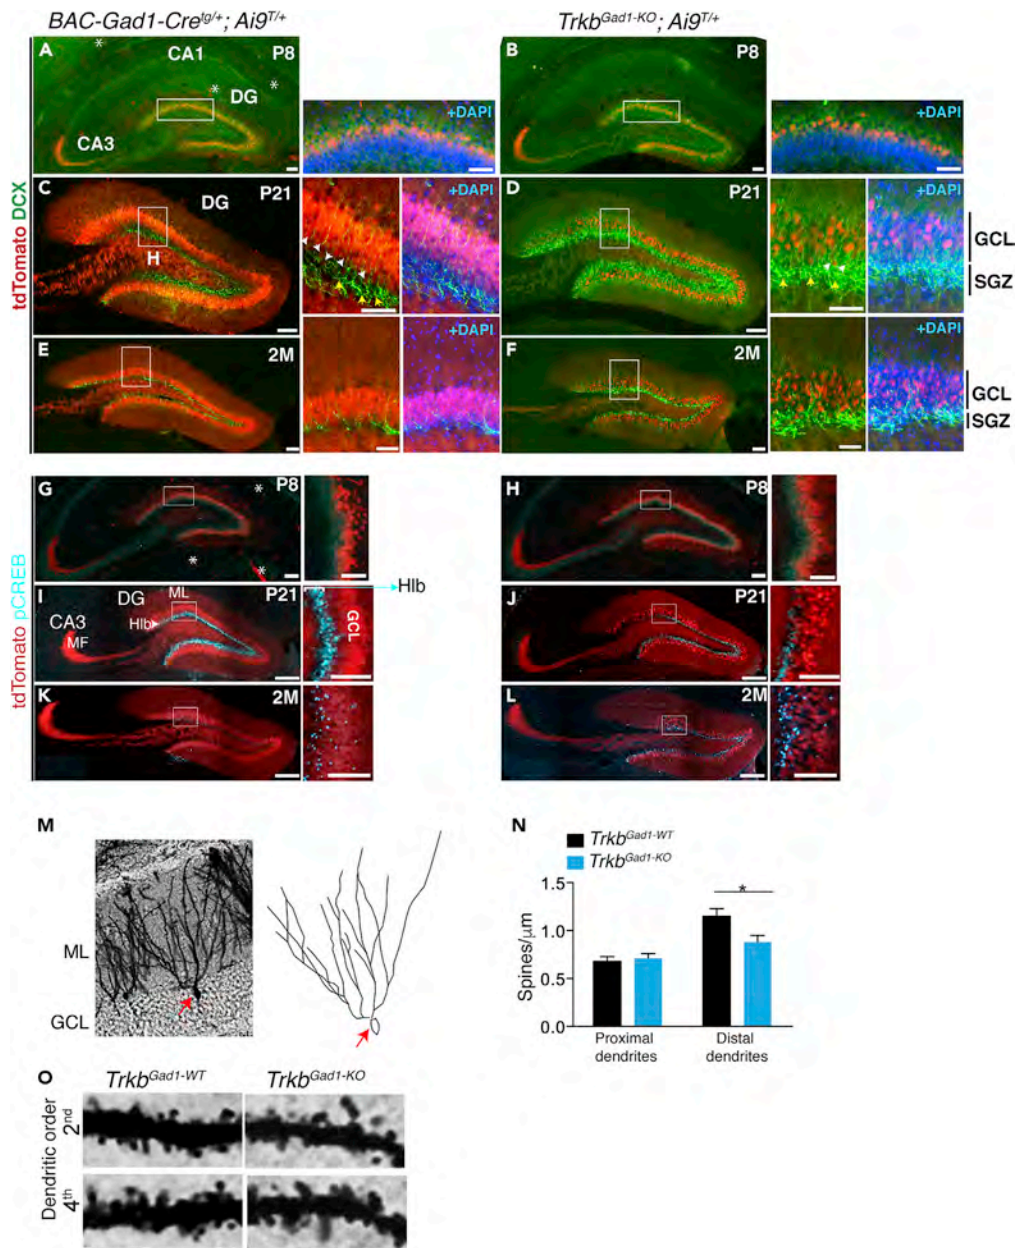 BAC-Gad1-Cre^tg/+; Ai9^T/+
Trkb^Gad1-KO; Ai9^T/+
tdTomato DCX
A
CA1
P8
*
*
*
DG
CA3
+DAPI
B
P8
+DAPI
C
DG
P21
H
+DAPI
D
P21
+DAPI
GCL
SGZ
E
2M
+DAPI
F
2M
+DAPI
GCL
SGZ
tdTomato pCREB
G
P8
*
*
*
H
P8
Hlb
I
DG
ML
P21
CA3
Hlb
MF
GCL
J
P21
K
2M
L
2M
M
ML
GCL
N
Trkb^Gad1-WT
Trkb^Gad1-KO
Spines/μm
1.5
1.0
0.5
0.0
*
Proximal
dendrites
Distal
dendrites
O
Trkb^Gad1-WT
Trkb^Gad1-KO
Dendritic order
2nd
4th